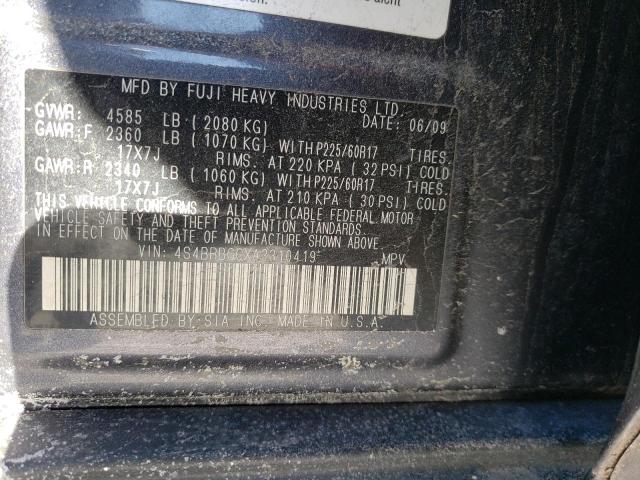 MFD BY FUJI HEAVY INDUSTRIES LTD.
GVWR: 4585 LB ( 2080 KG) DATE: 06/09
GAWR:F 2360 LB ( 1070 KG) WITH P225/60R17 TIRES.
17X7J RIMS. AT 220 KPA ( 32 PSI) COLD
GAWR:R 2340 LB ( 1060 KG) WITH P225/60R17 TIRES.
17X7J RIMS. AT 210 KPA ( 30 PSI) COLD
THIS VEHICLE CONFORMS TO ALL APPLICABLE FEDERAL MOTOR
VEHICLE SAFETY AND THEFT PREVENTION STANDARDS
IN EFFECT ON THE DATE OF MANUFACTURE SHOWN ABOVE.
VIN: 4S4BRBGCXA3310419 MPV
ASSEMBLED BY SIA INC. MADE IN U.S.A.